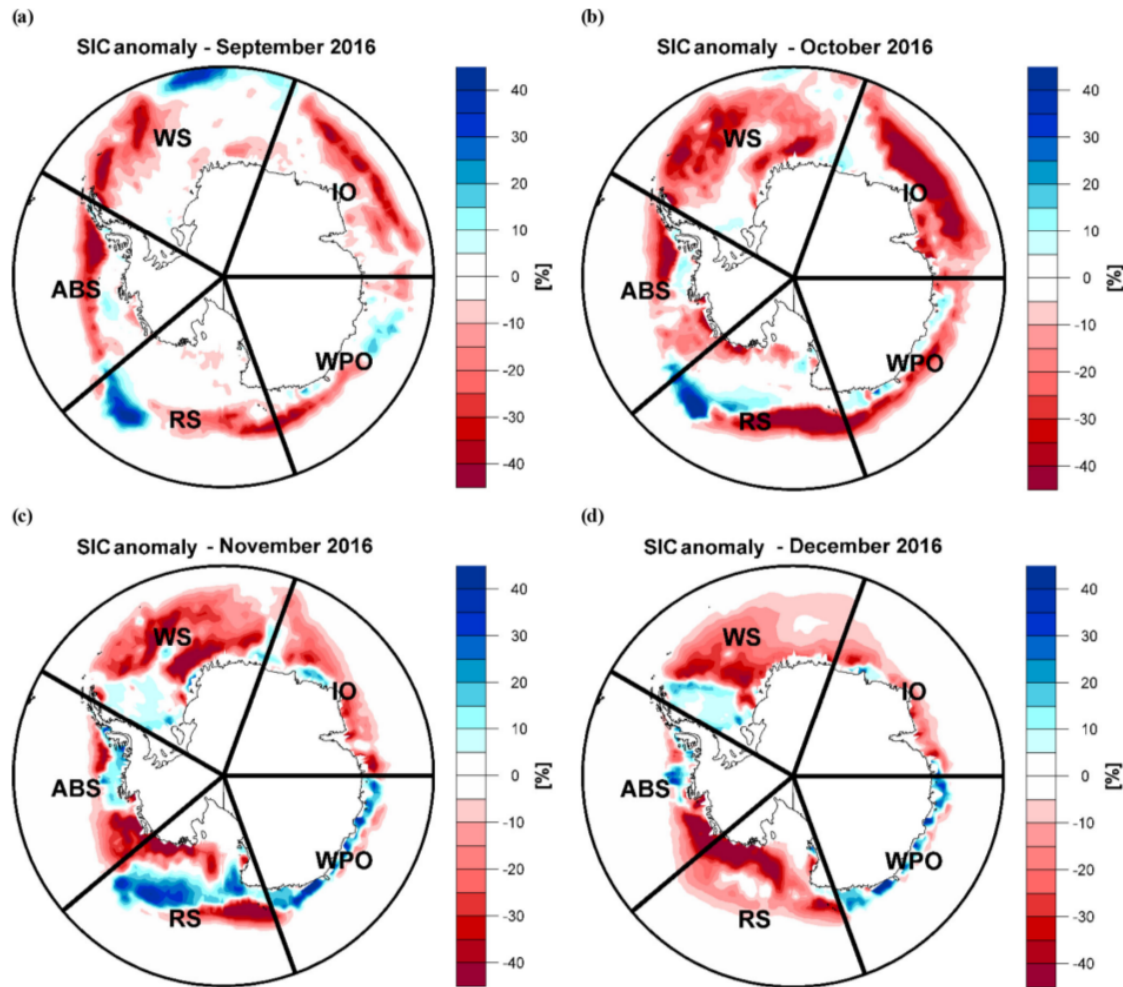 (a)
SIC anomaly - September 2016
WS
IO
ABS
WPO
RS
40
30
20
10
0
-10
-20
-30
-40
[%]
(b)
SIC anomaly - October 2016
WS
IO
ABS
WPO
RS
40
30
20
10
0
-10
-20
-30
-40
[%]
(c)
SIC anomaly - November 2016
WS
IO
ABS
WPO
RS
40
30
20
10
0
-10
-20
-30
-40
[%]
(d)
SIC anomaly - December 2016
WS
IO
ABS
WPO
RS
40
30
20
10
0
-10
-20
-30
-40
[%]